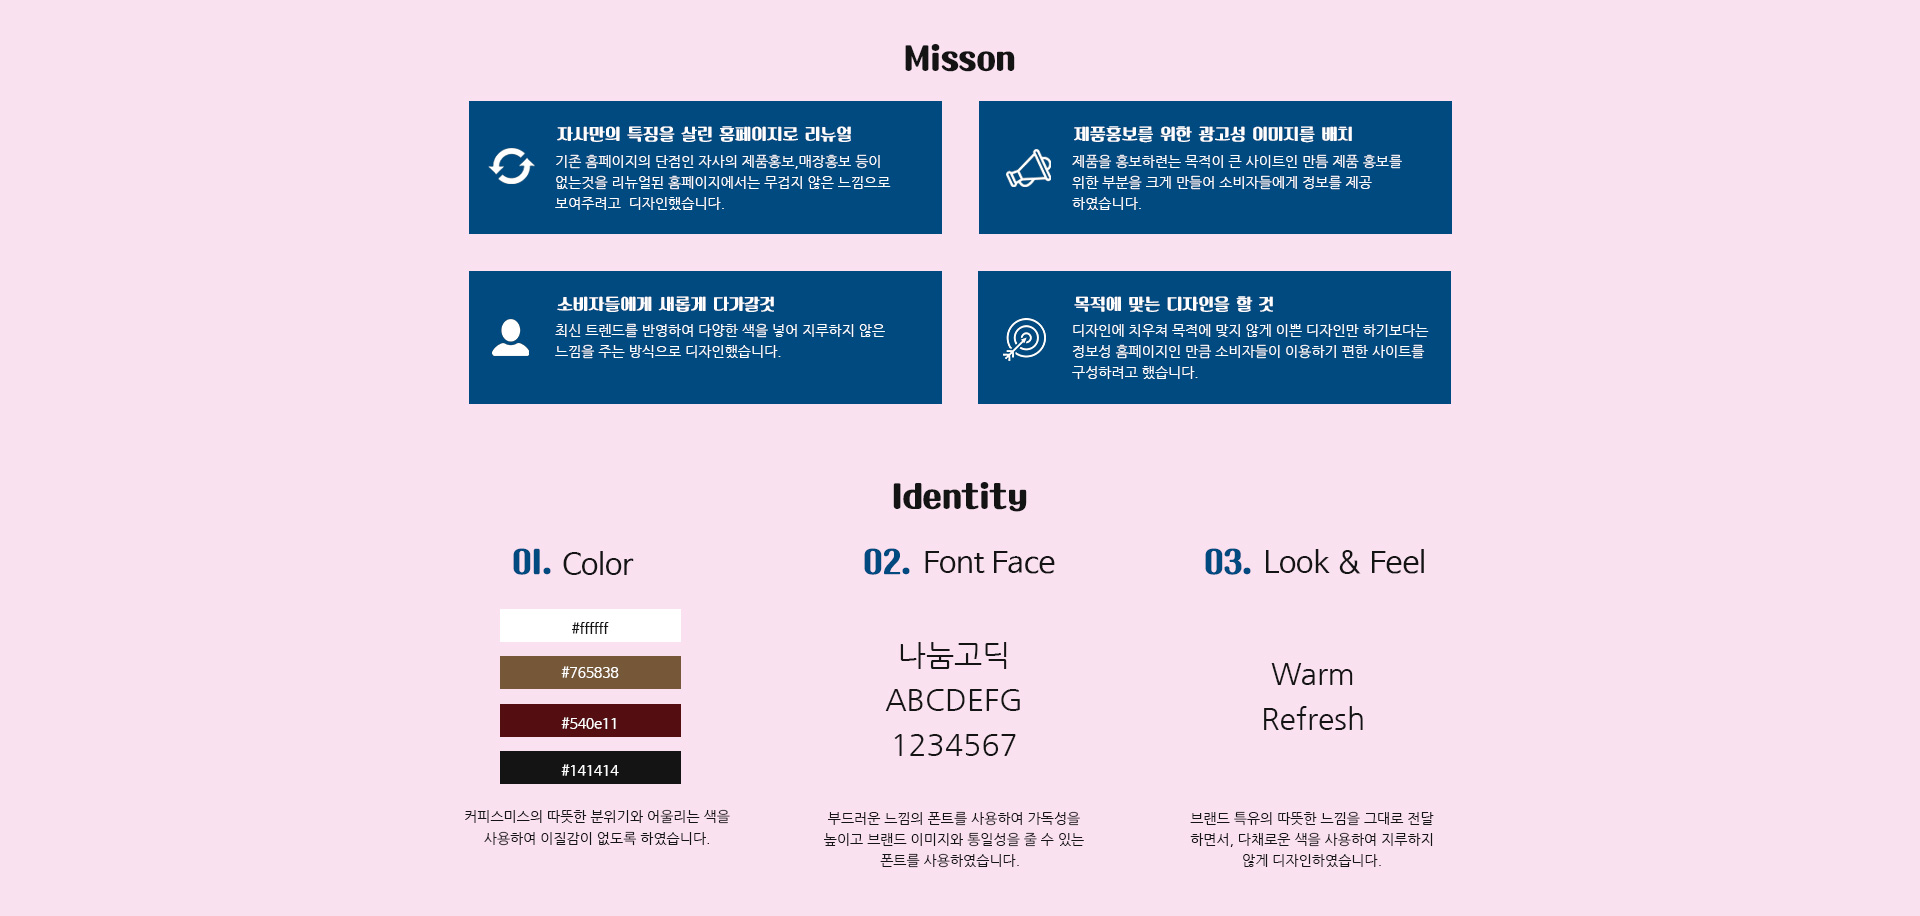 Misson
자사만의 특징을 살린 홈페이지로 리뉴얼
기존 홈페이지의 단점인 자사의 제품홍보,매장홍보 등이
없는것을 리뉴얼된 홈페이지에서는 무겁지 않은 느낌으로
보여주려고 디자인했습니다.
제품홍보를 위한 광고성 이미지를 배치
제품을 홍보하련는 목적이 큰 사이트인 만틈 제품 홍보를
위한 부분을 크게 만들어 소비자들에게 정보를 제공
하였습니다.
소비자들에게 새롭게 다가갈것
최신 트렌드를 반영하여 다양한 색을 넣어 지루하지 않은
느낌을 주는 방식으로 디자인했습니다.
목적에 맞는 디자인을 할 것
디자인에 치우쳐 목적에 맞지 않게 이쁜 디자인만 하기보다는
정보성 홈페이지인 만큼 소비자들이 이용하기 편한 사이트를
구성하려고 했습니다.
Identity
01. Color
#ffffff
#765838
#540e11
#141414
커피스미스의 따뜻한 분위기와 어울리는 색을
사용하여 이질감이 없도록 하였습니다.
02. Font Face
나눔고딕
ABCDEFG
1234567
부드러운 느낌의 폰트를 사용하여 가독성을
높이고 브랜드 이미지와 통일성을 줄 수 있는
폰트를 사용하였습니다.
03. Look & Feel
Warm
Refresh
브랜드 특유의 따뜻한 느낌을 그대로 전달
하면서, 다채로운 색을 사용하여 지루하지
않게 디자인하였습니다.